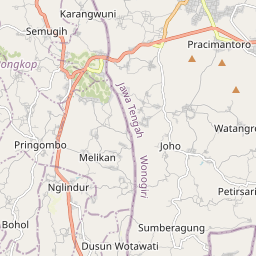 Karangwuni
Semugih
Pracimantoro
ongkop
Jawa Tengah
Watangre
Pringombo
Joho
Melikan
Wonogiri
Nglindur
Petirsari
Bohol
Sumberagung
Dusun Wotawati